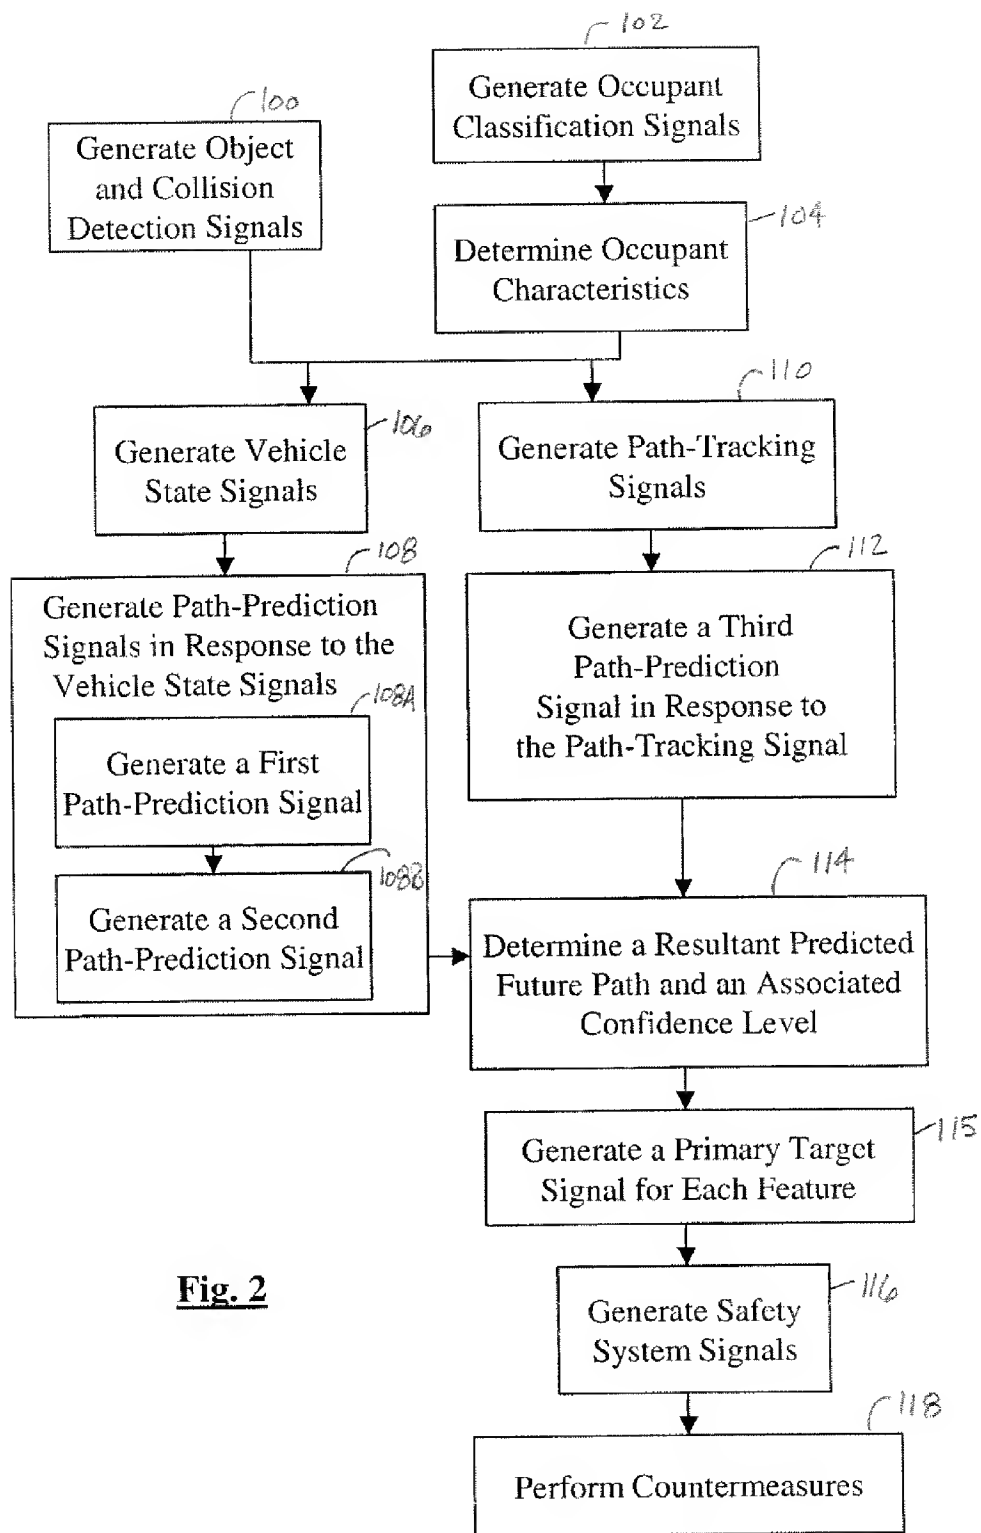 102
Generate Occupant
Classification Signals
100
Generate Object
and Collision
Detection Signals
104
Determine Occupant
Characteristics
106
Generate Vehicle
State Signals
110
Generate Path-Tracking
Signals
108
Generate Path-Prediction
Signals in Response to the
Vehicle State Signals
108A
Generate a First
Path-Prediction Signal
108B
Generate a Second
Path-Prediction Signal
112
Generate a Third
Path-Prediction
Signal in Response to
the Path-Tracking Signal
114
Determine a Resultant Predicted
Future Path and an Associated
Confidence Level
115
Generate a Primary Target
Signal for Each Feature
116
Generate Safety
System Signals
118
Perform Countermeasures
Fig. 2